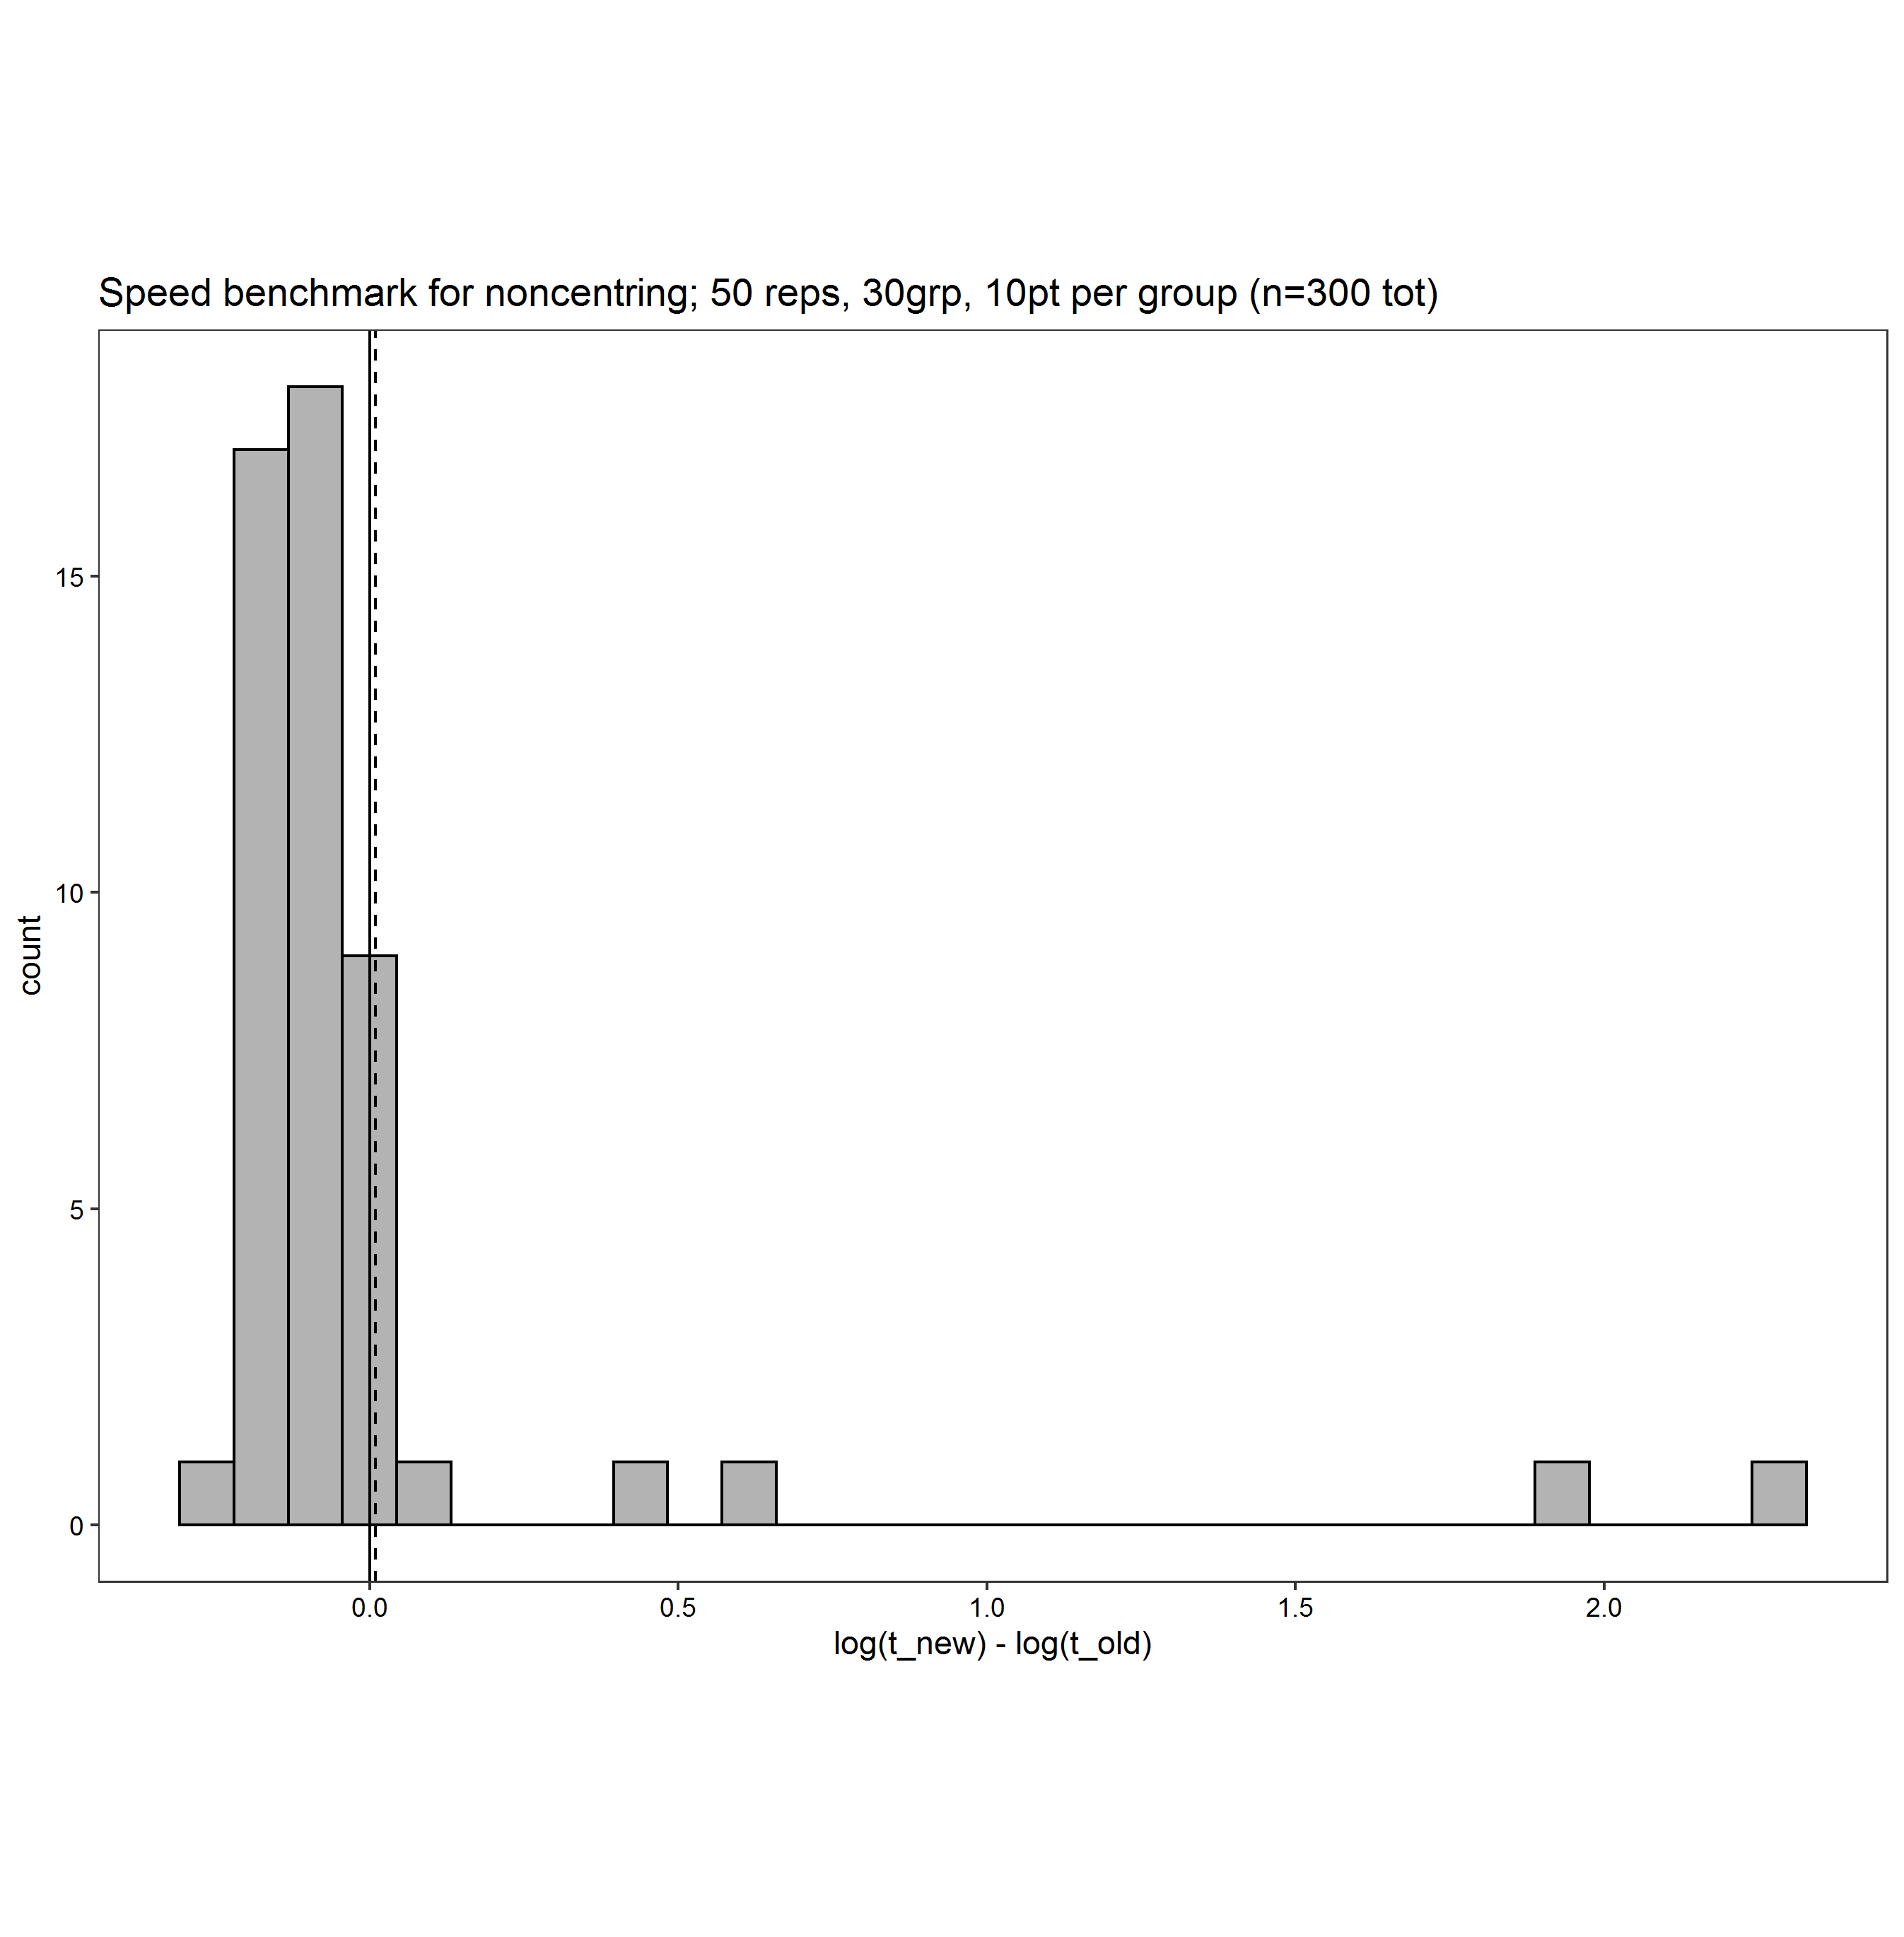 Speed benchmark for noncentring; 50 reps, 30grp, 10pt per group (n=300 tot)
15
10
5
0
count
0.0 0.5 1.0 1.5 2.0
log(t_new) - log(t_old)